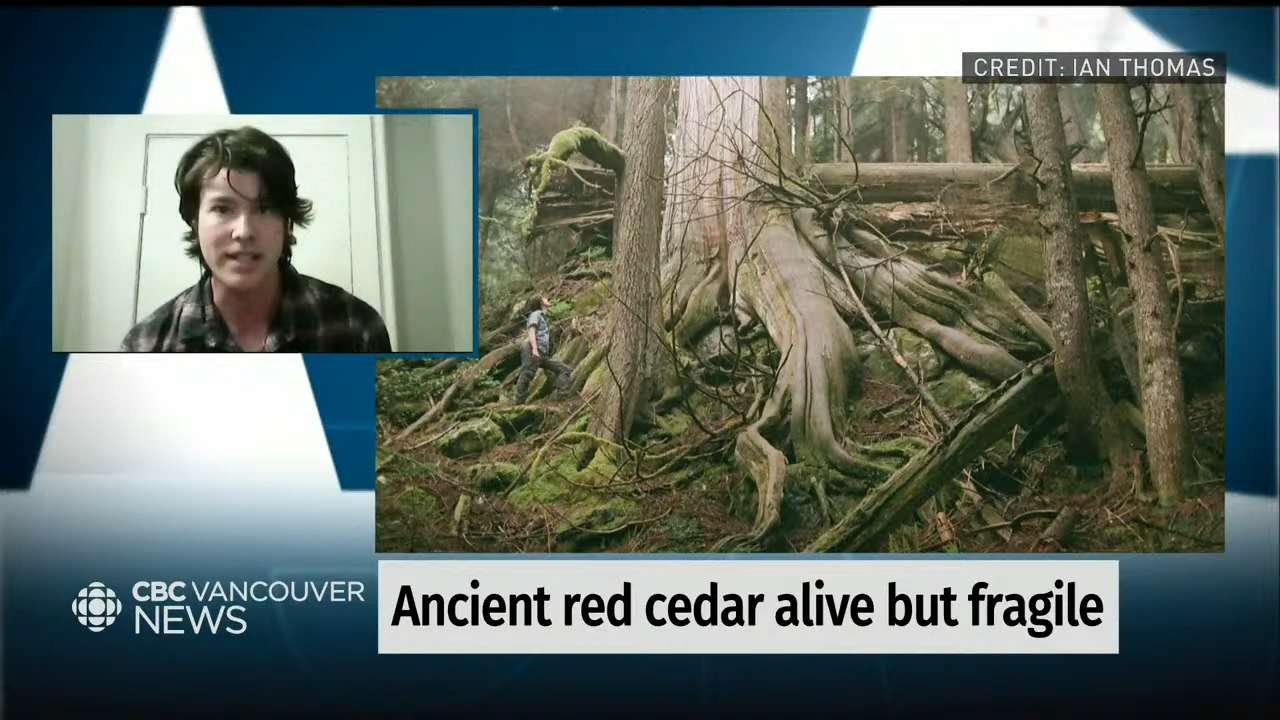 CREDIT: IAN THOMAS
CBC VANCOUVER
NEWS
Ancient red cedar alive but fragile